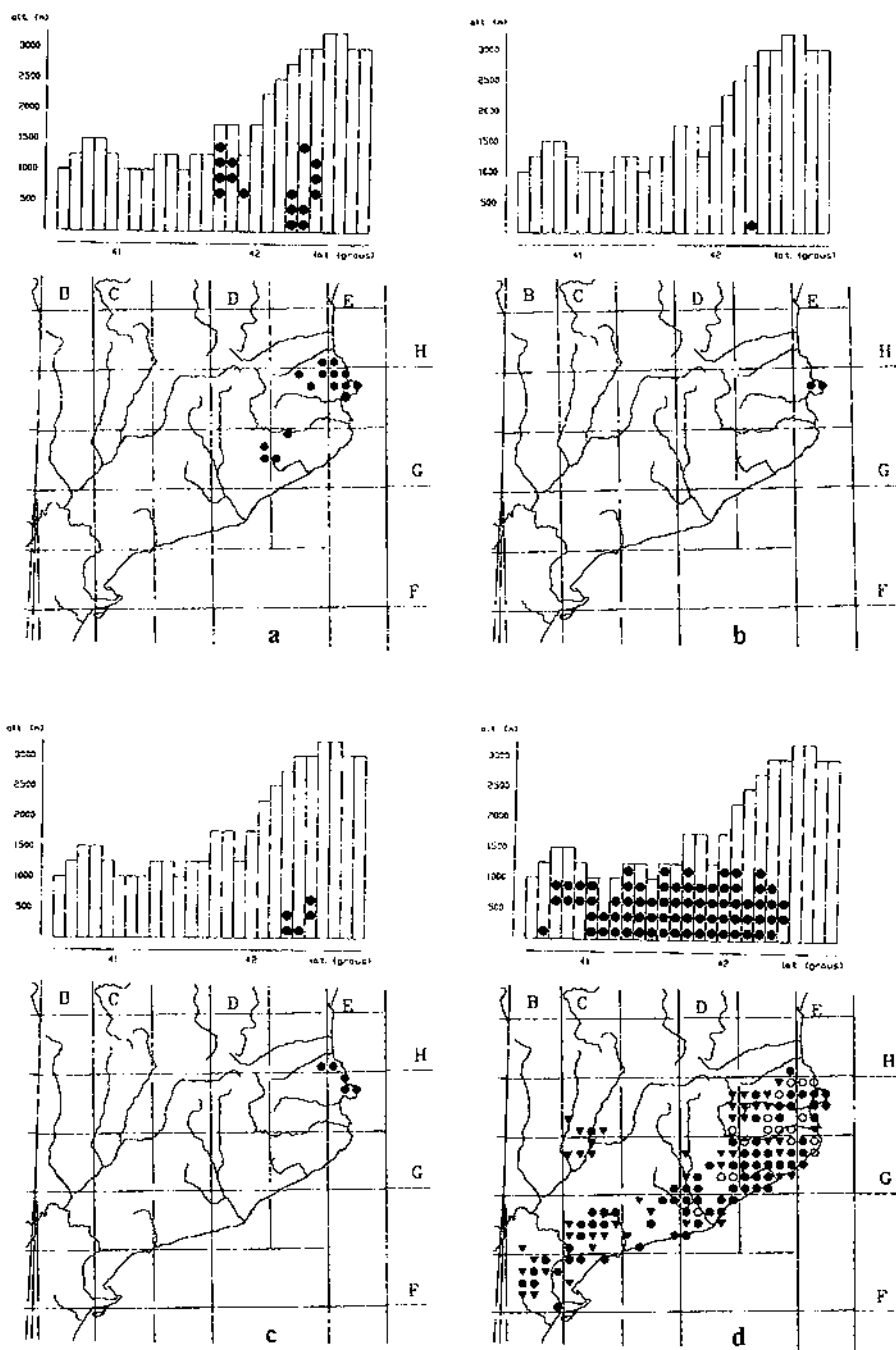 alt. (m)
3000
2500
2000
1500
1000
500
41
42
lat. (graus)
B
C
D
E
H
G
F
a
alt. (m)
3000
2500
2000
1500
1000
500
41
42
lat. (graus)
B
C
D
E
H
G
F
b
alt. (m)
3000
2500
2000
1500
1000
500
41
42
lat. (graus)
B
C
D
E
H
G
F
c
alt. (m)
3000
2500
2000
1500
1000
500
41
42
lat. (graus)
B
C
D
E
H
G
F
d